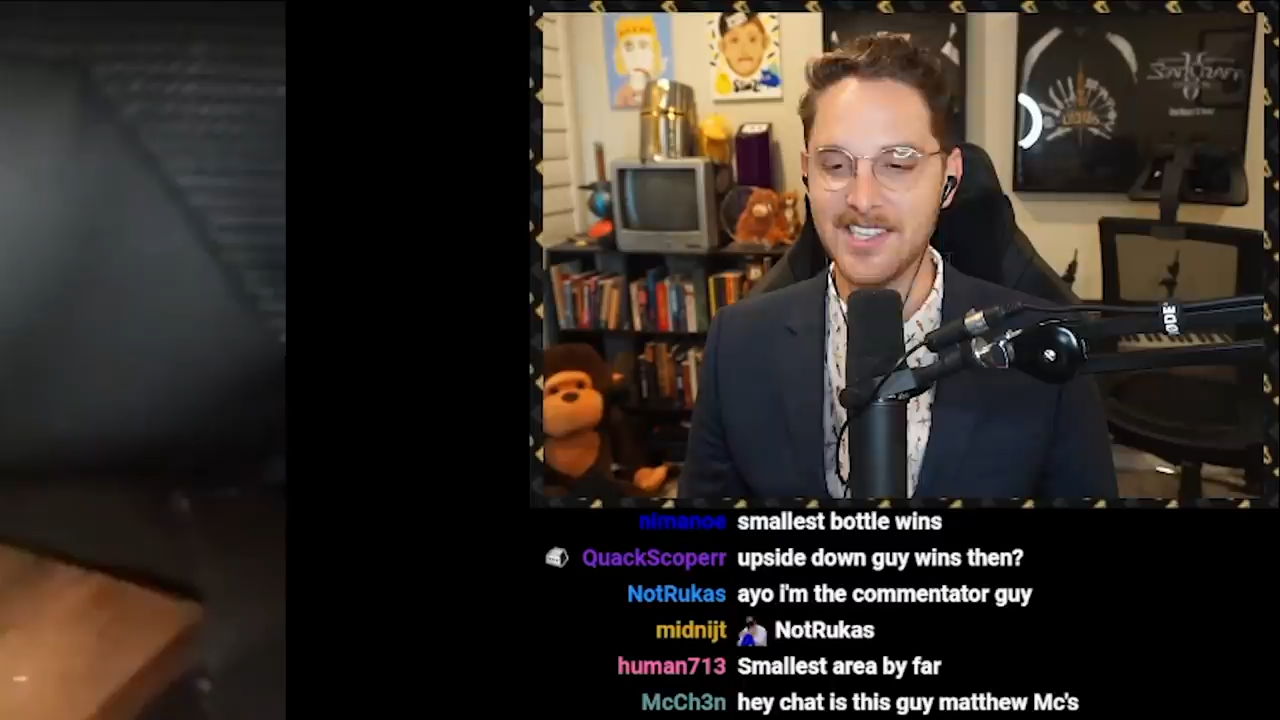 RODE
nimanoe smallest bottle wins
QuackScoperr upside down guy wins then?
NotRukas ayo i'm the commentator guy
midnijt NotRukas
human713 Smallest area by far
McCh3n hey chat is this guy matthew Mc's